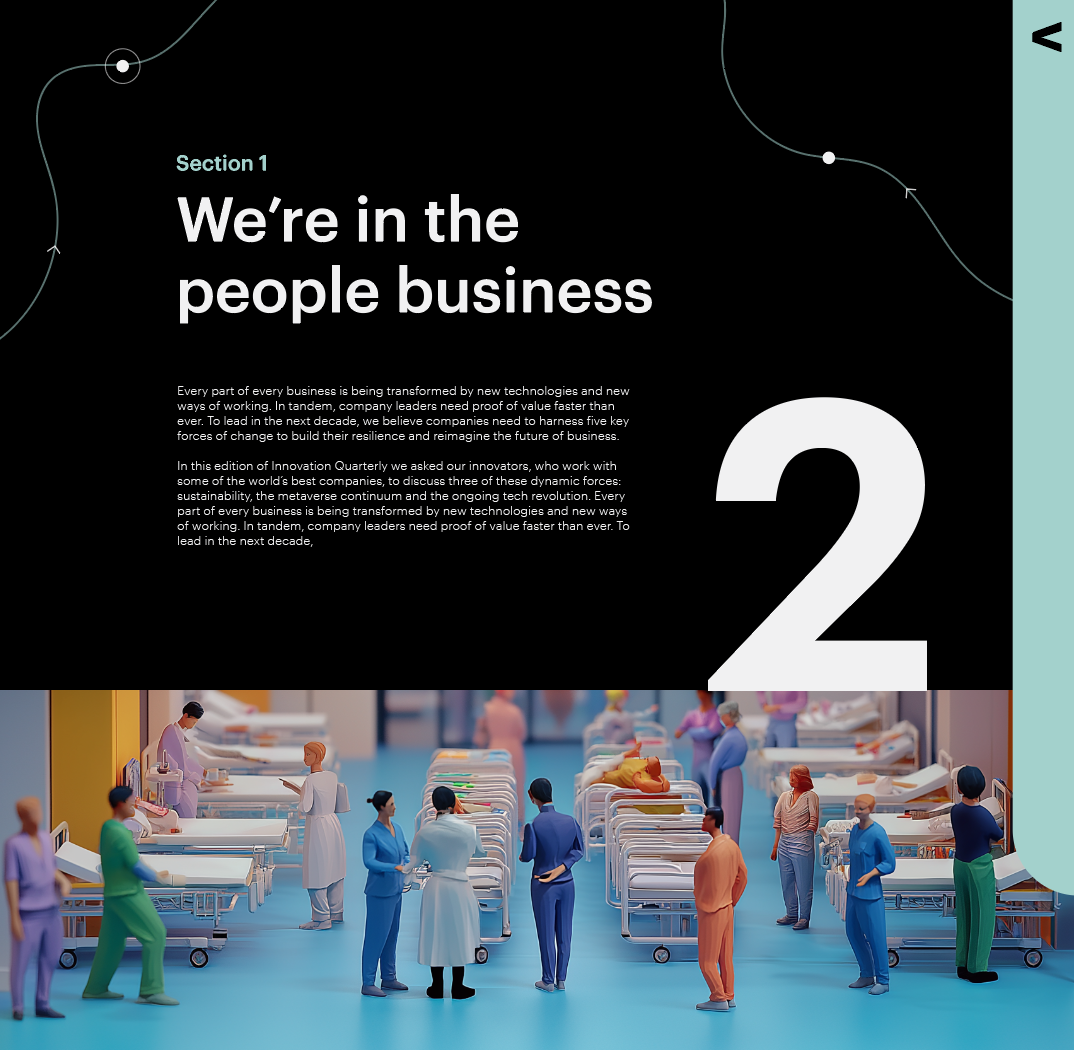 Section 1
We’re in the
people business
Every part of every business is being transformed by new technologies and new
ways of working. In tandem, company leaders need proof of value faster than
ever. To lead in the next decade, we believe companies need to harness five key
forces of change to build their resilience and reimagine the future of business.
In this edition of Innovation Quarterly we asked our innovators, who work with
some of the world’s best companies, to discuss three of these dynamic forces:
sustainability, the metaverse continuum and the ongoing tech revolution. Every
part of every business is being transformed by new technologies and new ways
of working. In tandem, company leaders need proof of value faster than ever. To
lead in the next decade,
2